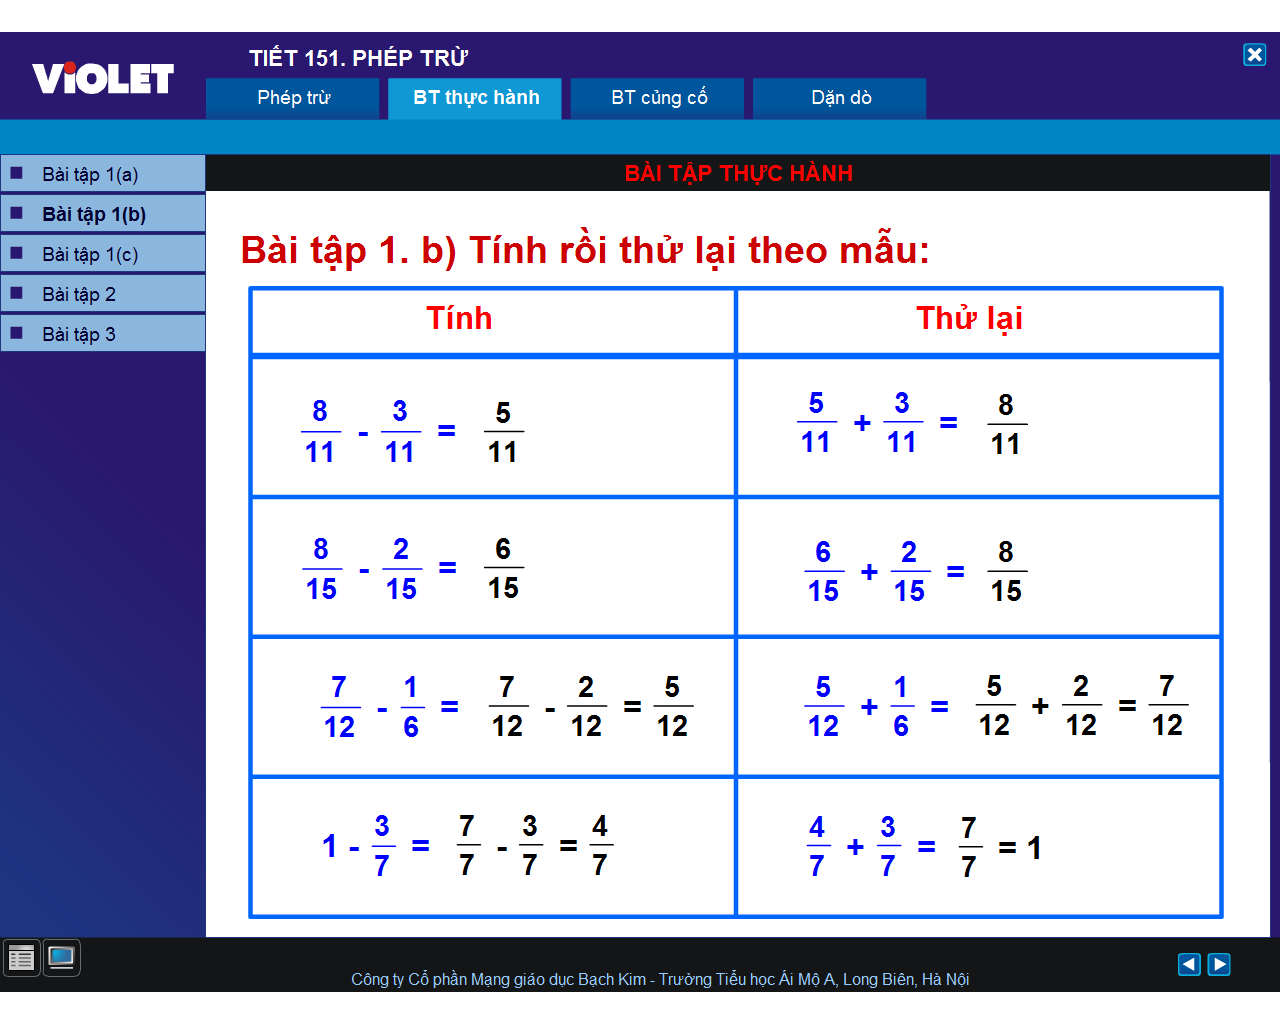 ViOLET
TIẾT 151. PHÉP TRỪ
Phép trừ
BT thực hành
BT củng cố
Dặn dò
Bài tập 1(a)
Bài tập 1(b)
Bài tập 1(c)
Bài tập 2
Bài tập 3
BÀI TẬP THỰC HÀNH
Bài tập 1. b) Tính rồi thử lại theo mẫu:
Tính
Thử lại
8/11 - 3/11 = 5/11
5/11 + 3/11 = 8/11
8/15 - 2/15 = 6/15
6/15 + 2/15 = 8/15
7/12 - 1/6 = 7/12 - 2/12 = 5/12
5/12 + 1/6 = 5/12 + 2/12 = 7/12
1 - 3/7 = 7/7 - 3/7 = 4/7
4/7 + 3/7 = 7/7 = 1
Công ty Cổ phần Mạng giáo dục Bạch Kim - Trường Tiểu học Ái Mộ A, Long Biên, Hà Nội